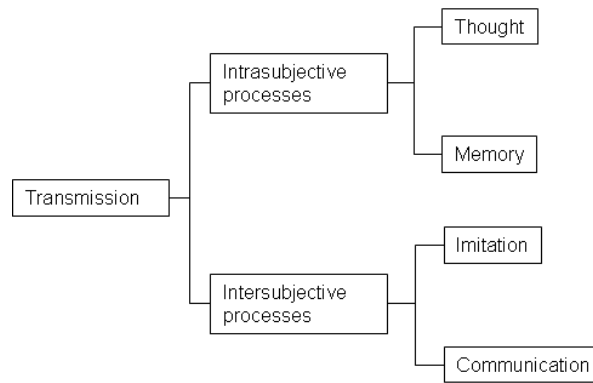 Thought
Intrasubjective
processes
Memory
Transmission
Imitation
Intersubjective
processes
Communication